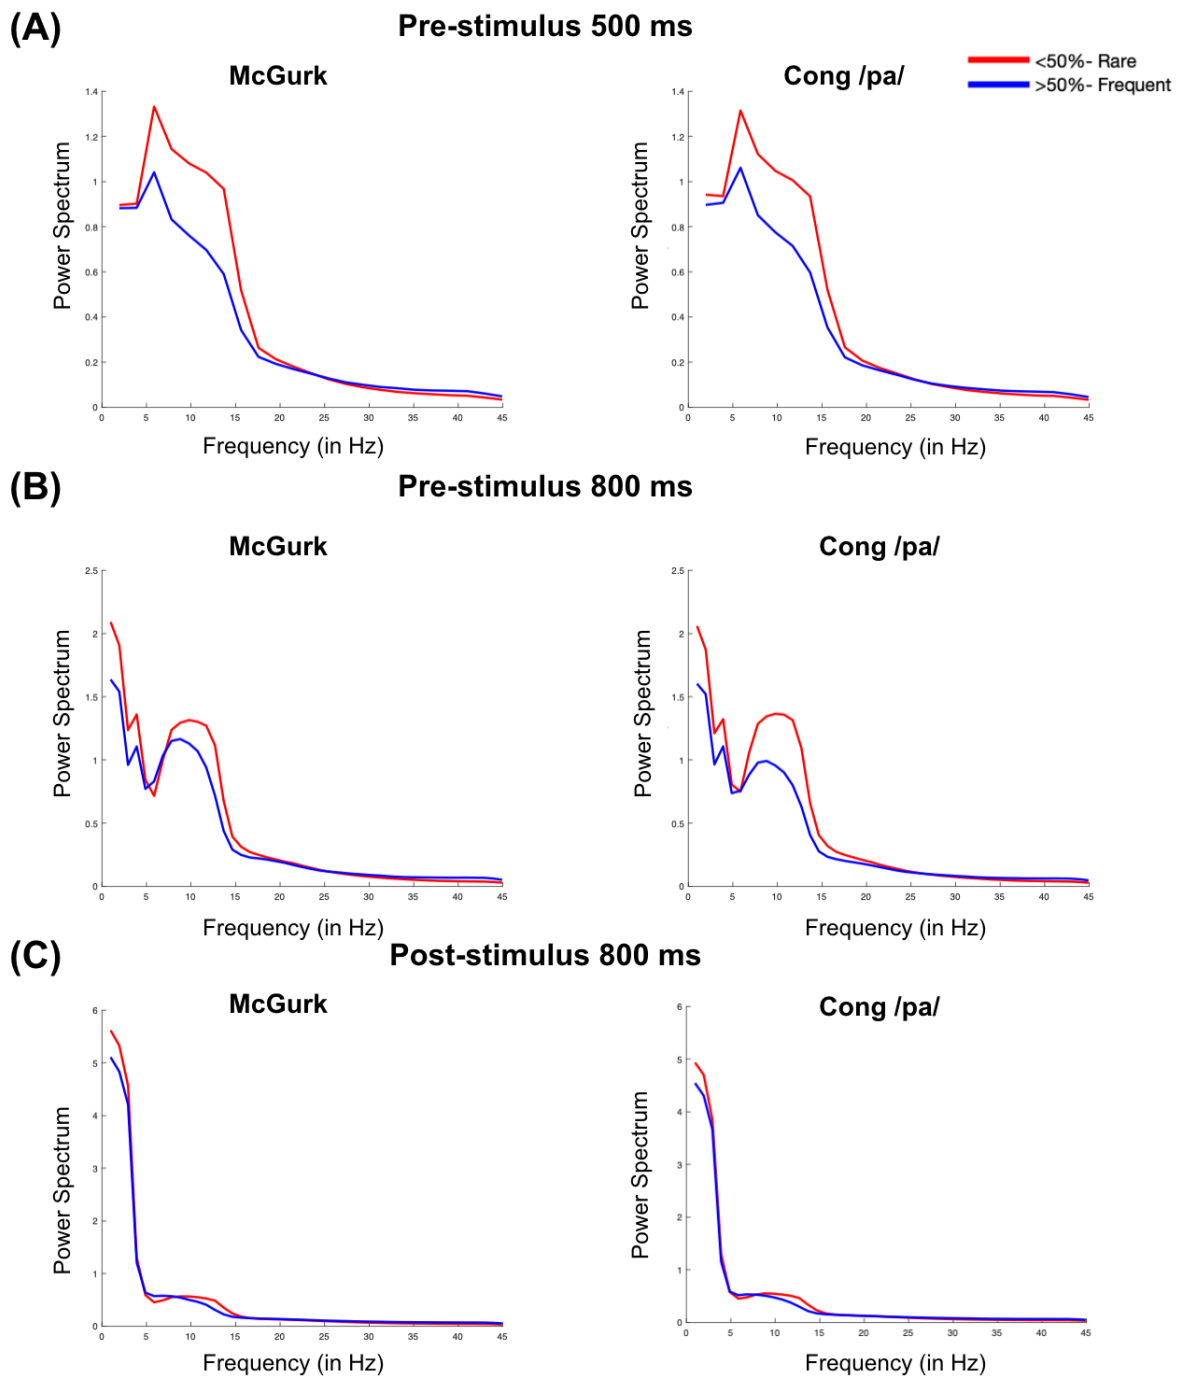 (A)
Pre-stimulus 500 ms
McGurk
Cong /pa/
<50%- Rare
>50%- Frequent
1.4
1.2
1
0.8
0.6
0.4
0.2
0
Power Spectrum
0 5 10 15 20 25 30 35 40 45
Frequency (in Hz)
1.4
1.2
1
0.8
0.6
0.4
0.2
0
Power Spectrum
0 5 10 15 20 25 30 35 40 45
Frequency (in Hz)
(B)
Pre-stimulus 800 ms
McGurk
Cong /pa/
2.5
2
1.5
1
0.5
0
Power Spectrum
0 5 10 15 20 25 30 35 40 45
Frequency (in Hz)
2.5
2
1.5
1
0.5
0
Power Spectrum
0 5 10 15 20 25 30 35 40 45
Frequency (in Hz)
(C)
Post-stimulus 800 ms
McGurk
Cong /pa/
6
5
4
3
2
1
0
Power Spectrum
0 5 10 15 20 25 30 35 40 45
Frequency (in Hz)
6
5
4
3
2
1
0
Power Spectrum
0 5 10 15 20 25 30 35 40 45
Frequency (in Hz)